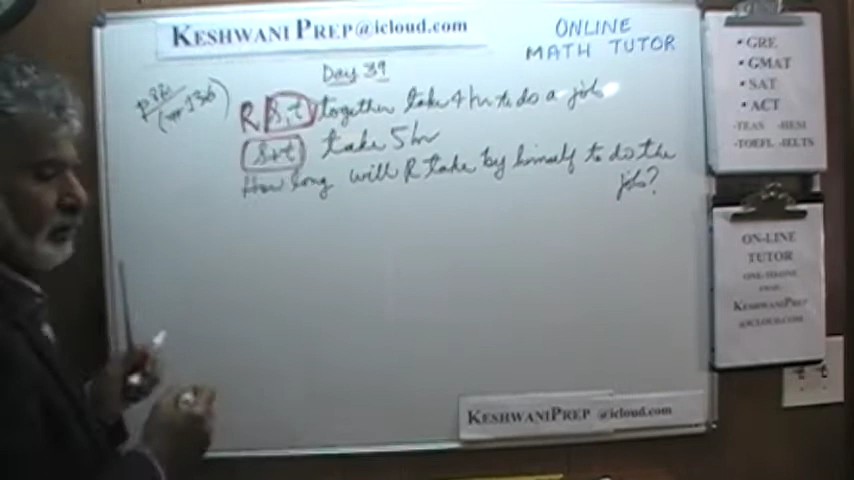 KESHWANIPREP@icloud.com
ONLINE
MATH TUTOR
Day 39
R S,t together take 4 hr to do a job
S+t take 5 hr
How long will R take by himself to do the
job?
• GRE
• GMAT
• SAT
• ACT
-TEAS -HESI
-TOEFL -IELTS
ON-LINE
TUTOR
ONE-TO-ONE
KESHWANIPREP
@ICLOUD.COM
KESHWANIPREP @icloud.com